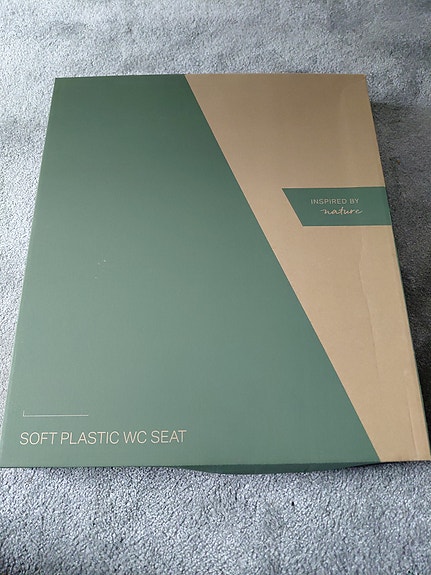 INSPIRED BY
nature
SOFT PLASTIC WC SEAT